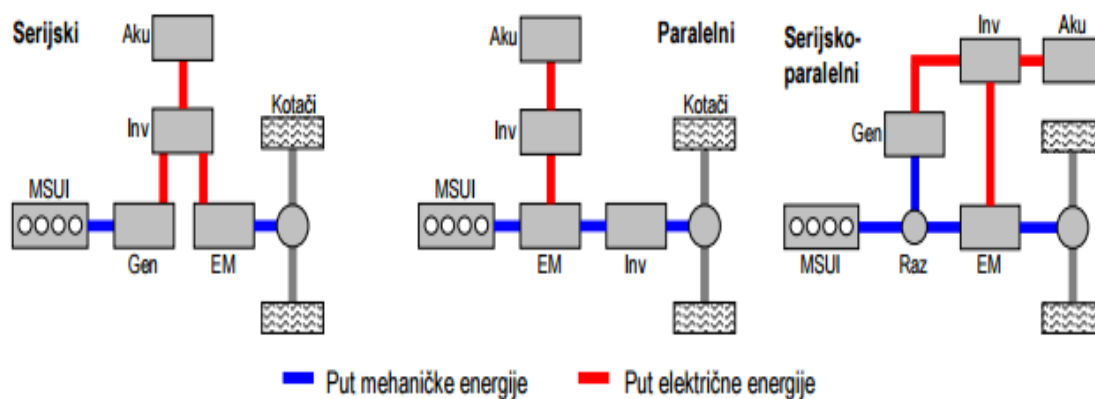 Serijski
Aku
Inv
Kotači
MSUI
Gen
EM
Paralelni
Aku
Inv
Kotači
MSUI
EM
Inv
Serijsko-
paralelni
Inv
Aku
Gen
MSUI
Raz
EM
Put mehaničke energije
Put električne energije